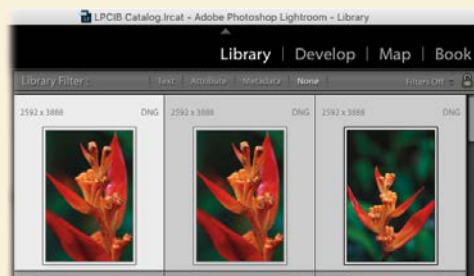 LPCIB Catalog.lrcat - Adobe Photoshop Lightroom - Library
Library | Develop | Map | Book
Library Filter : Text | Attribute | Metadata | None Filters Off
2592 x 3888 DNG 2592 x 3888 DNG 2592 x 3888 DNG